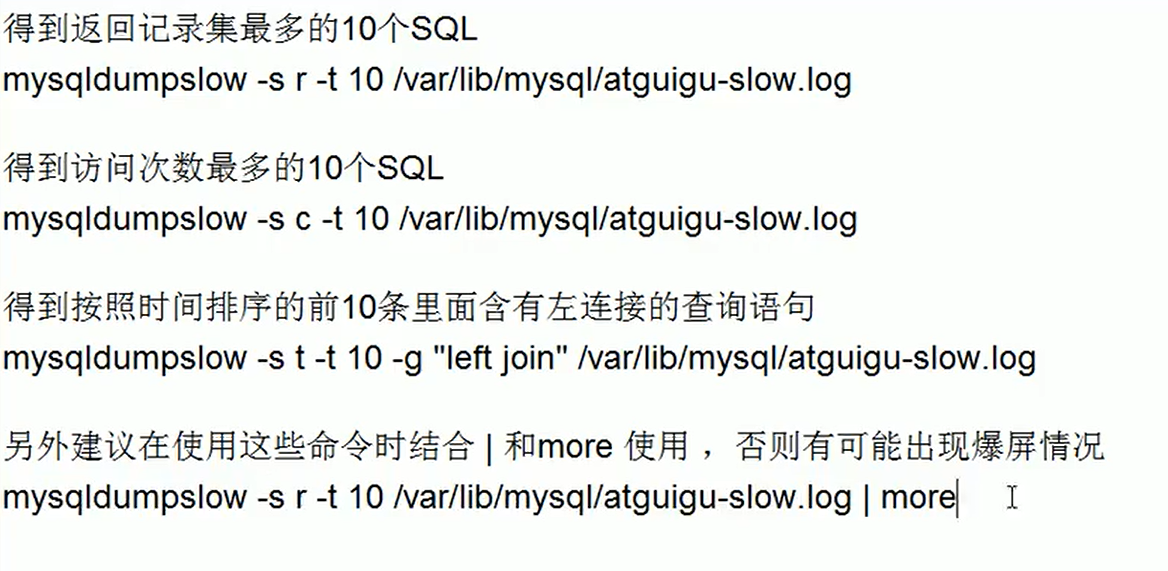 得到返回记录集最多的10个SQL
mysqldumpslow -s r -t 10 /var/lib/mysql/atguigu-slow.log
得到访问次数最多的10个SQL
mysqldumpslow -s c -t 10 /var/lib/mysql/atguigu-slow.log
得到按照时间排序的前10条里面含有左连接的查询语句
mysqldumpslow -s t -t 10 -g "left join" /var/lib/mysql/atguigu-slow.log
另外建议在使用这些命令时结合 | 和more 使用 ，否则有可能出现爆屏情况
mysqldumpslow -s r -t 10 /var/lib/mysql/atguigu-slow.log | more